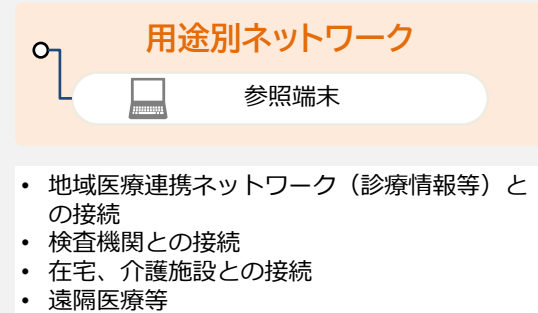 用途別ネットワーク
参照端末
• 地域医療連携ネットワーク（診療情報等）と
の接続
• 検査機関との接続
• 在宅、介護施設との接続
• 遠隔医療等